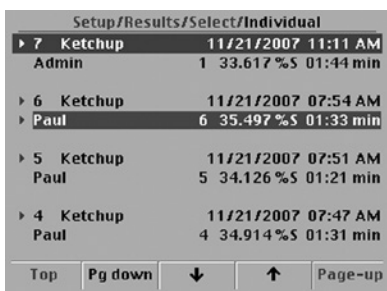 Setup/Results/Select/Individual
7 Ketchup 11/21/2007 11:11 AM
Admin 1 33.617 %S 01:44 min
6 Ketchup 11/21/2007 07:54 AM
Paul 6 35.497 %S 01:33 min
5 Ketchup 11/21/2007 07:51 AM
Paul 5 34.126 %S 01:21 min
4 Ketchup 11/21/2007 07:47 AM
Paul 4 34.914 %S 01:31 min
Top Pg down Page-up